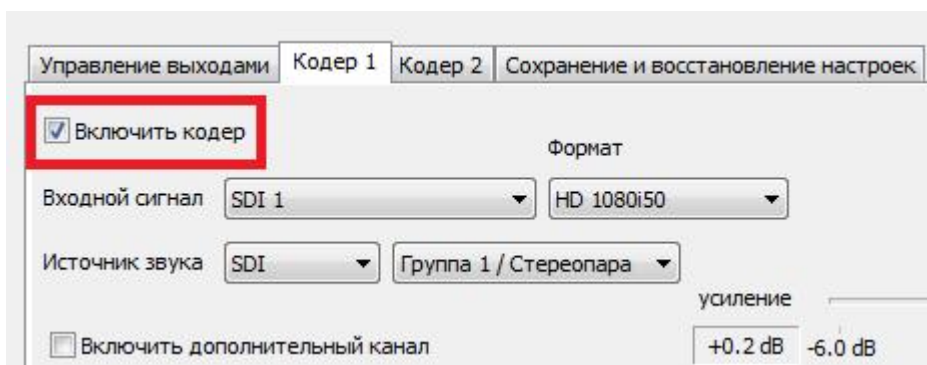 Управление выходами Кодер 1 Кодер 2 Сохранение и восстановление настроек
Включить кодер
Формат
Входной сигнал SDI 1 HD 1080i50
Источник звука SDI Группа 1 / Стереопара
усиление
Включить дополнительный канал +0.2 dB -6.0 dB